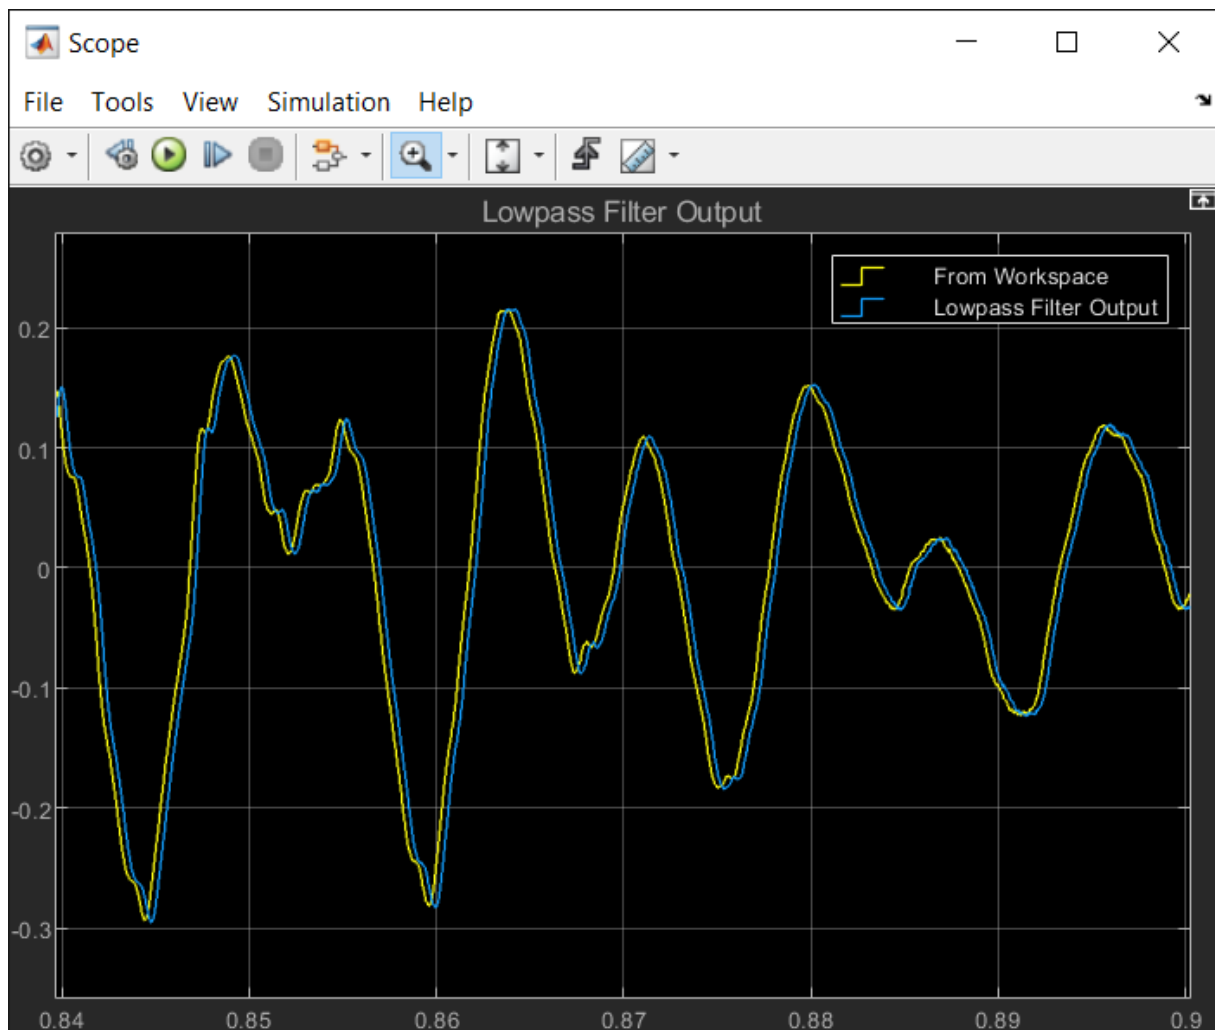 Scope
File Tools View Simulation Help
Lowpass Filter Output
From Workspace
Lowpass Filter Output
0.2
0.1
0
-0.1
-0.2
-0.3
0.84 0.85 0.86 0.87 0.88 0.89 0.9